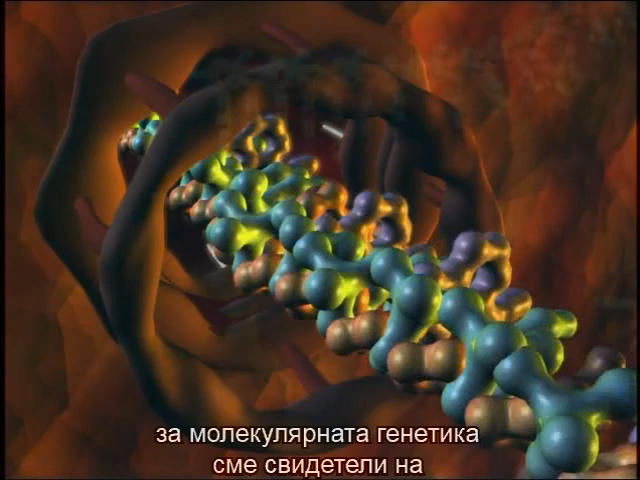 за молекулярната генетика
сме свидетели на